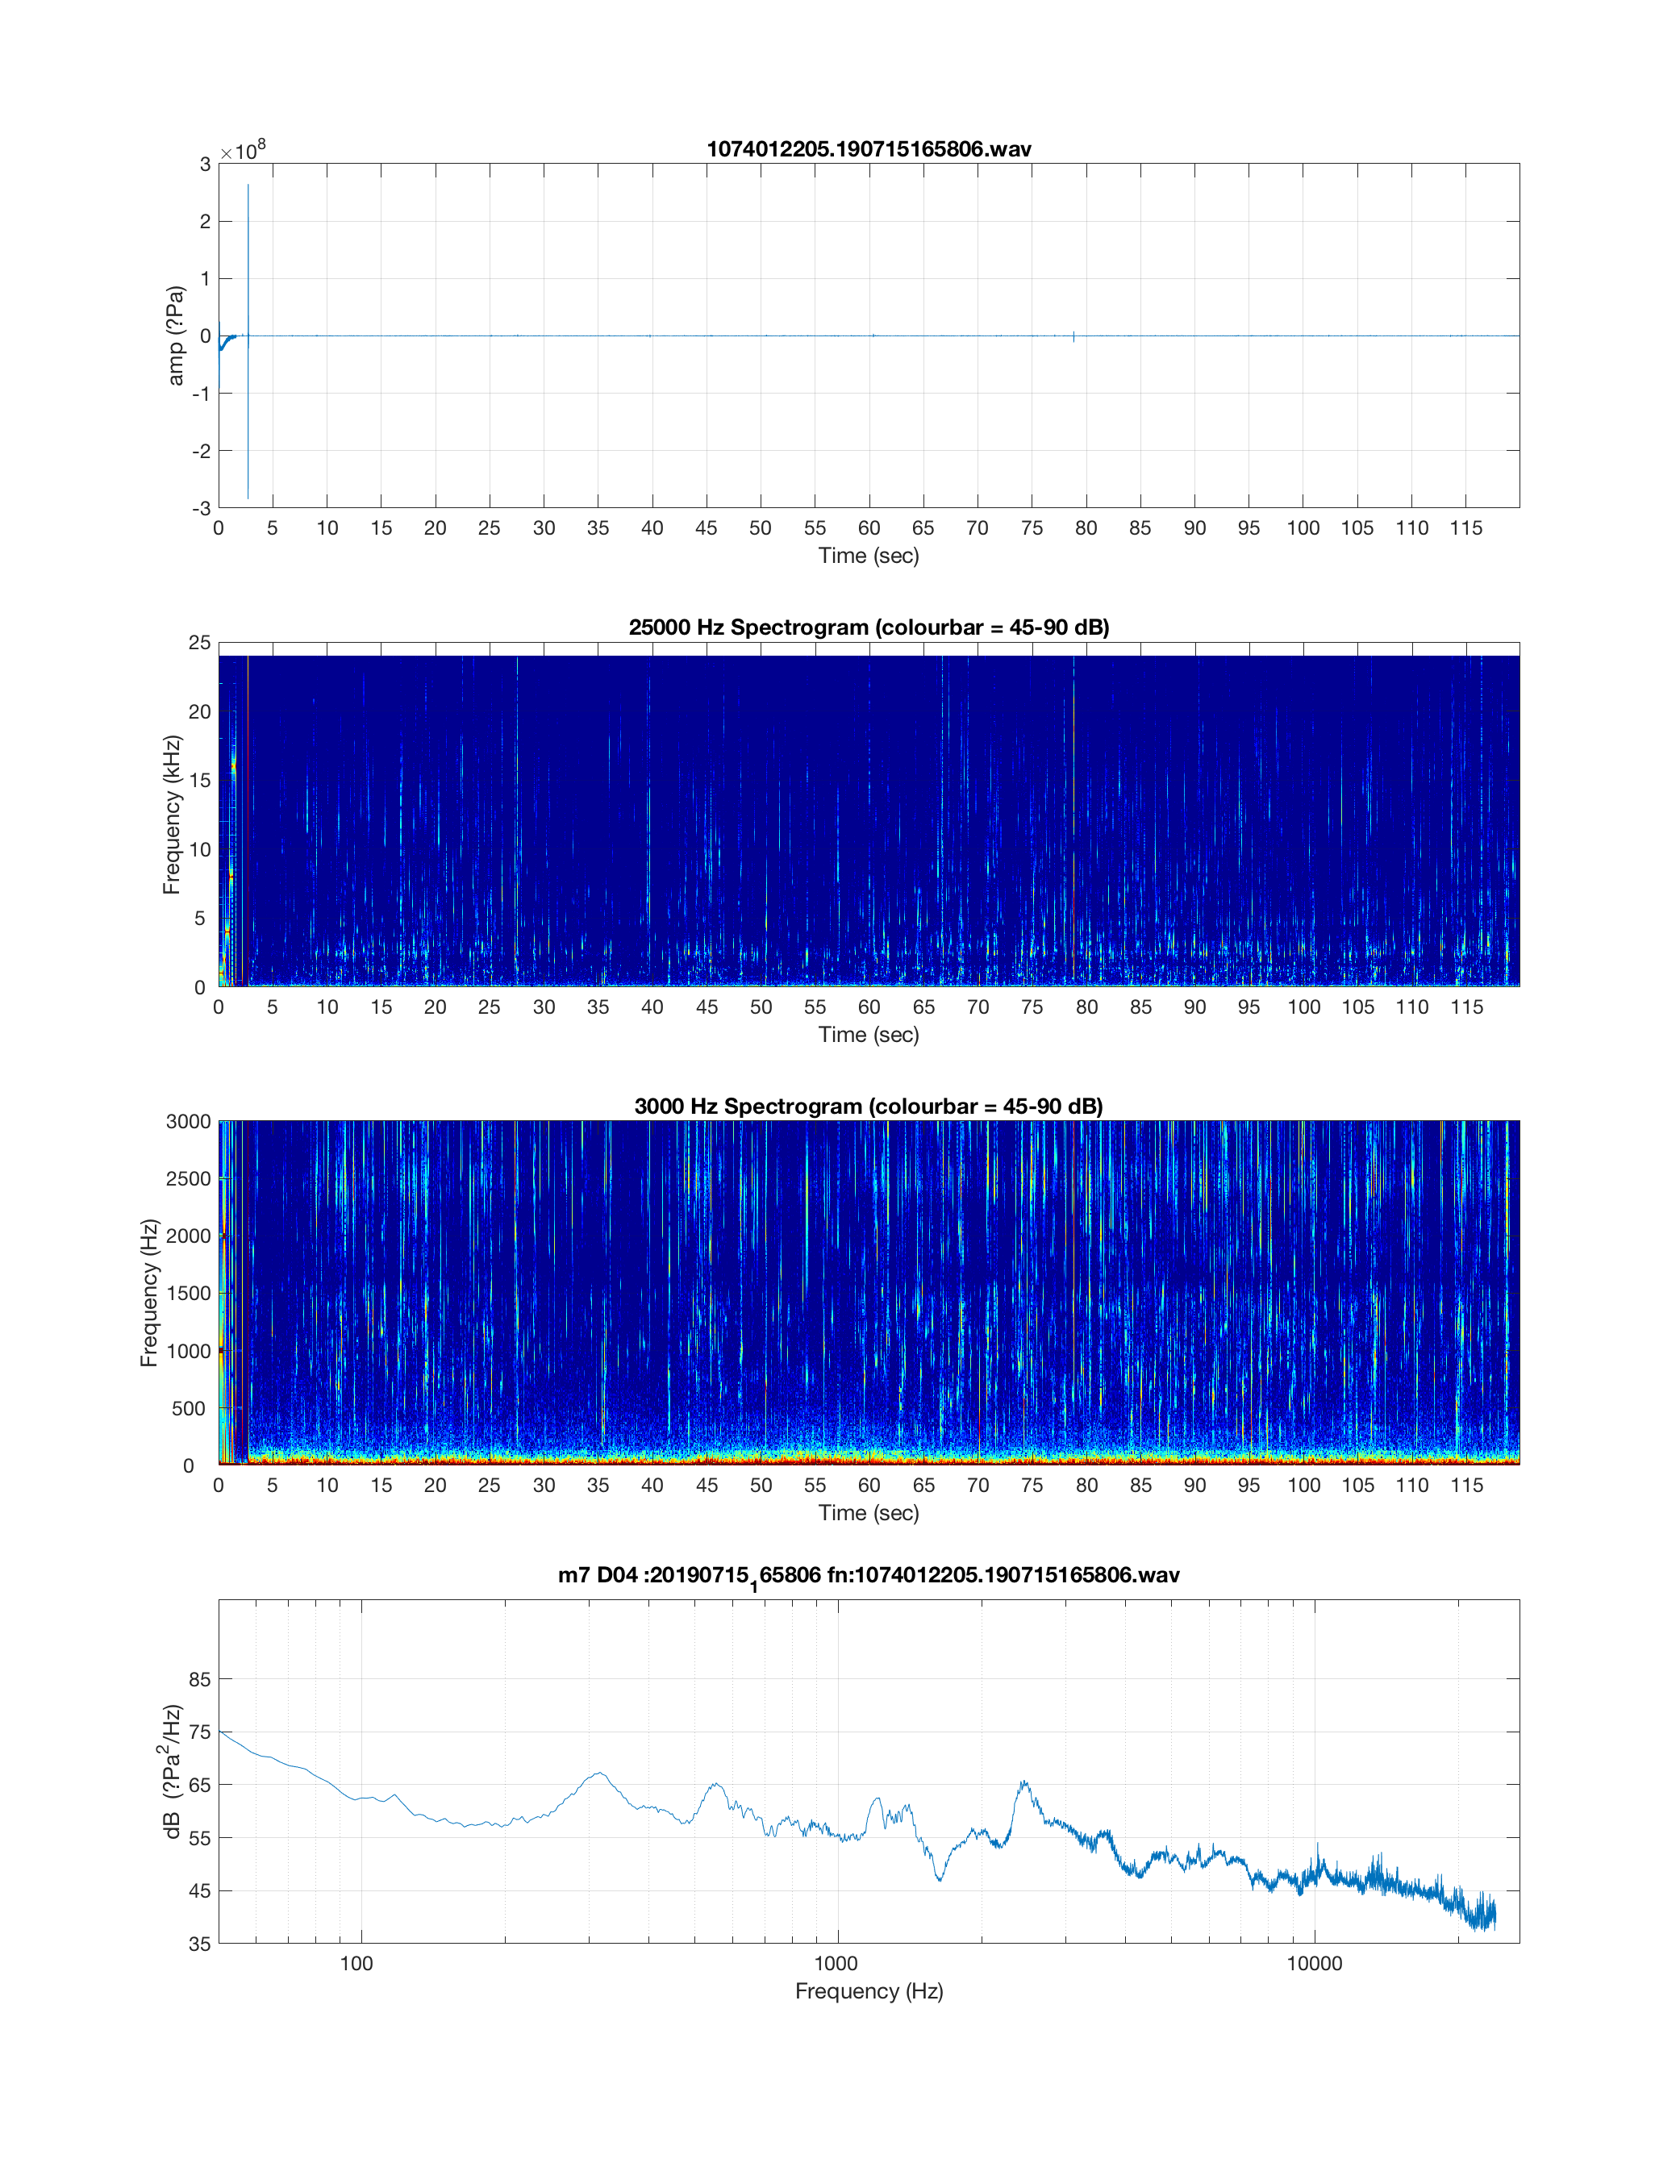 1074012205.190715165806.wav
×10^8
3
2
1
0
-1
-2
-3
amp (?Pa)
0 5 10 15 20 25 30 35 40 45 50 55 60 65 70 75 80 85 90 95 100 105 110 115
Time (sec)
25000 Hz Spectrogram (colourbar = 45-90 dB)
25
20
15
10
5
0
Frequency (kHz)
0 5 10 15 20 25 30 35 40 45 50 55 60 65 70 75 80 85 90 95 100 105 110 115
Time (sec)
3000 Hz Spectrogram (colourbar = 45-90 dB)
3000
2500
2000
1500
1000
500
0
Frequency (Hz)
0 5 10 15 20 25 30 35 40 45 50 55 60 65 70 75 80 85 90 95 100 105 110 115
Time (sec)
m7 D04 :20190715_165806 fn:1074012205.190715165806.wav
85
75
65
55
45
35
dB (?Pa^2/Hz)
100 1000 10000
Frequency (Hz)